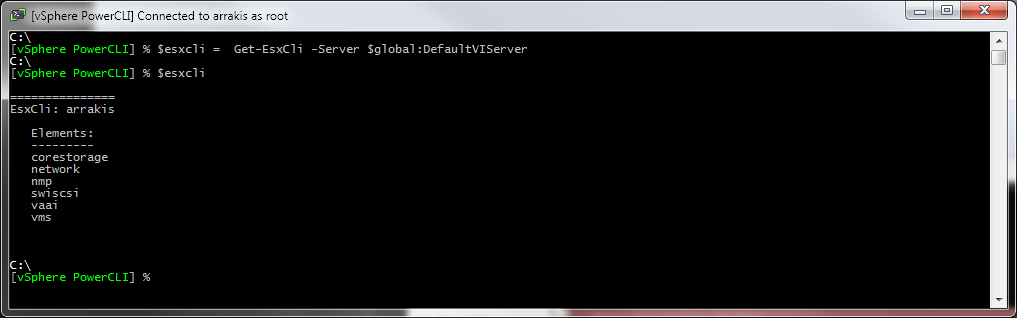 [vSphere PowerCLI] Connected to arrakis as root
C:\
[vSphere PowerCLI] % $esxcli =  Get-EsxCli -Server $global:DefaultVIServer
C:\
[vSphere PowerCLI] % $esxcli
===============
EsxCli: arrakis
Elements:
---------
corestorage
network
nmp
swiscsi
vaai
vms
C:\
[vSphere PowerCLI] %